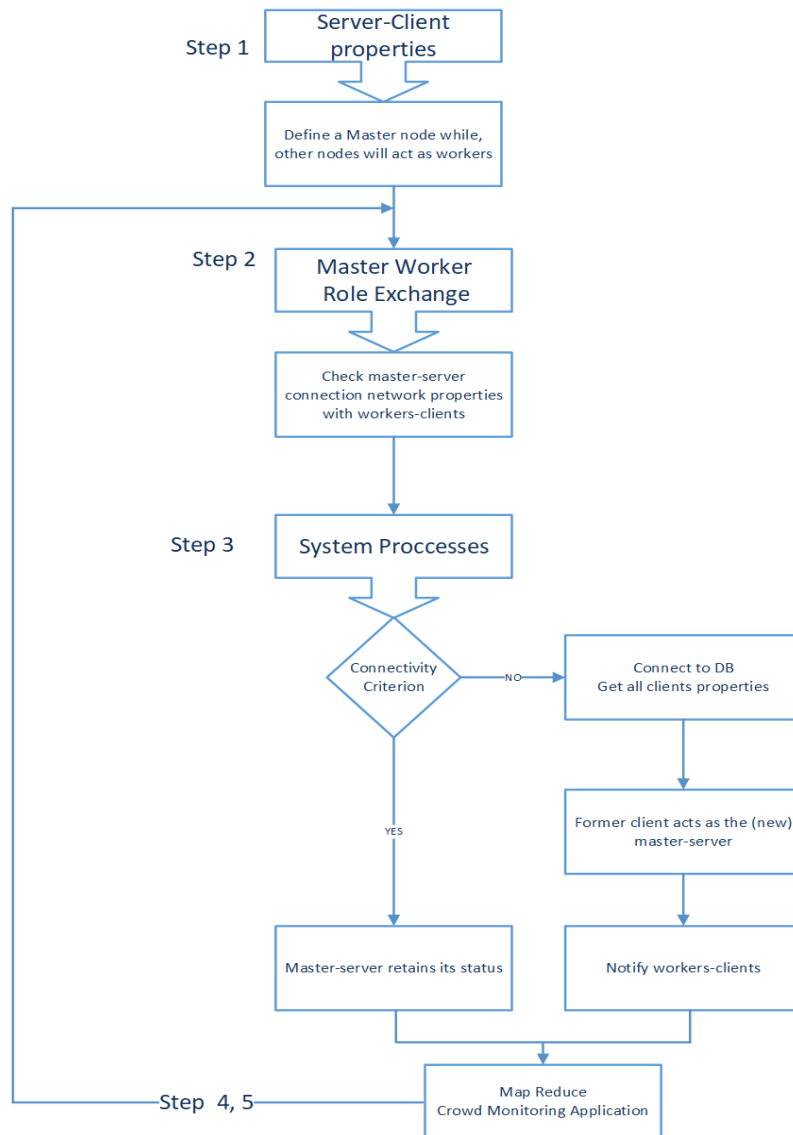 Step 1
Server-Client
properties
Define a Master node while,
other nodes will act as workers
Step 2
Master Worker
Role Exchange
Check master-server
connection network properties
with workers-clients
Step 3
System Proccesses
Connectivity
Criterion
NO
Connect to DB
Get all clients properties
YES
Former client acts as the (new)
master-server
Master-server retains its status
Notify workers-clients
Step 4, 5
Map Reduce
Crowd Monitoring Application